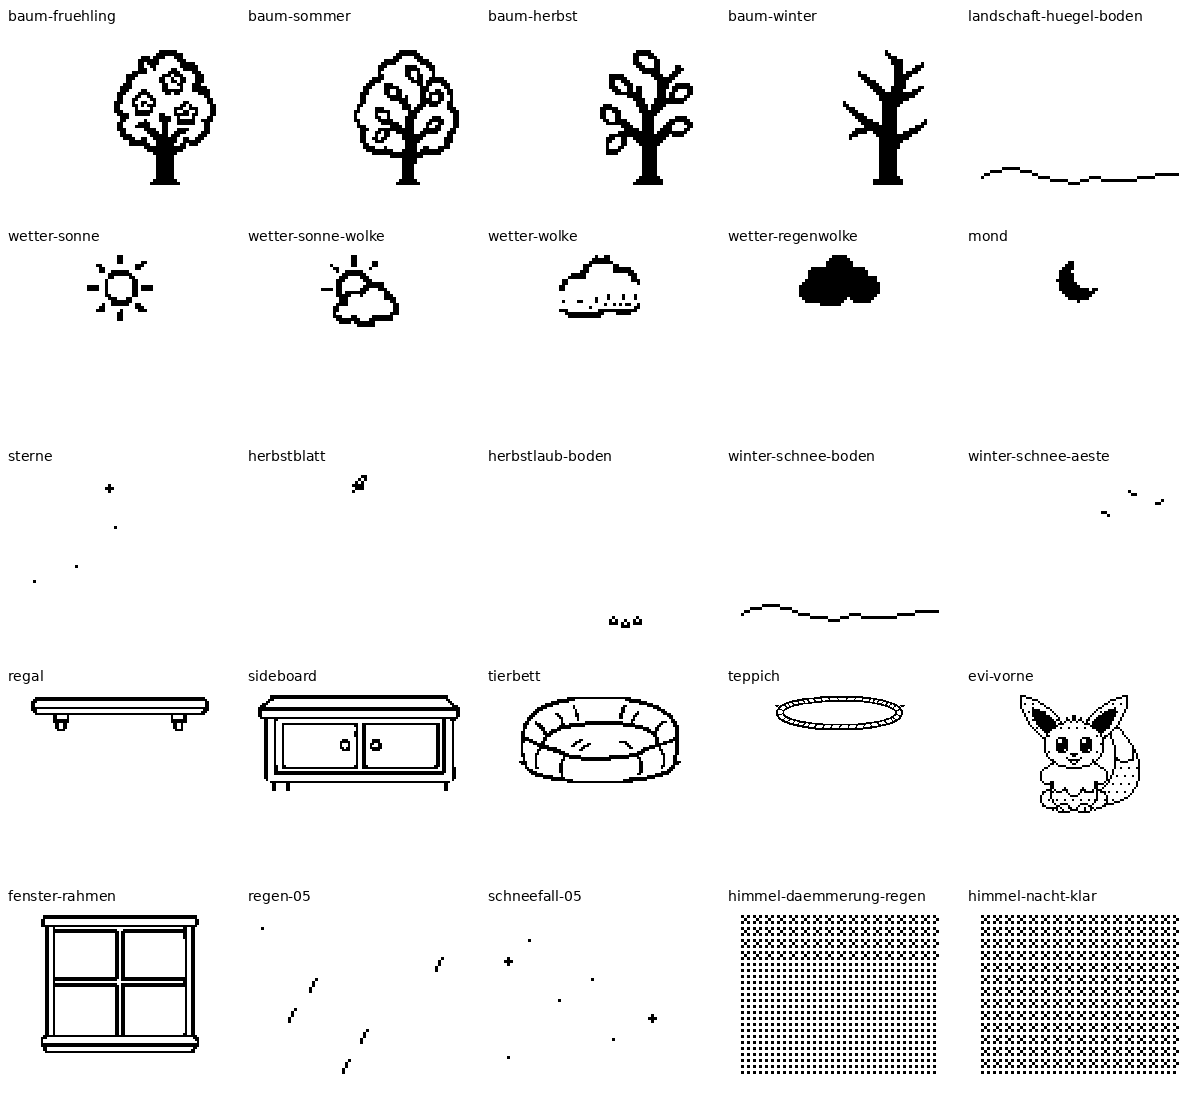 baum-fruehling
baum-sommer
baum-herbst
baum-winter
landschaft-huegel-boden
wetter-sonne
wetter-sonne-wolke
wetter-wolke
wetter-regenwolke
mond
sterne
herbstblatt
herbstlaub-boden
winter-schnee-boden
winter-schnee-aeste
regal
sideboard
tierbett
teppich
evi-vorne
fenster-rahmen
regen-05
schneefall-05
himmel-daemmerung-regen
himmel-nacht-klar